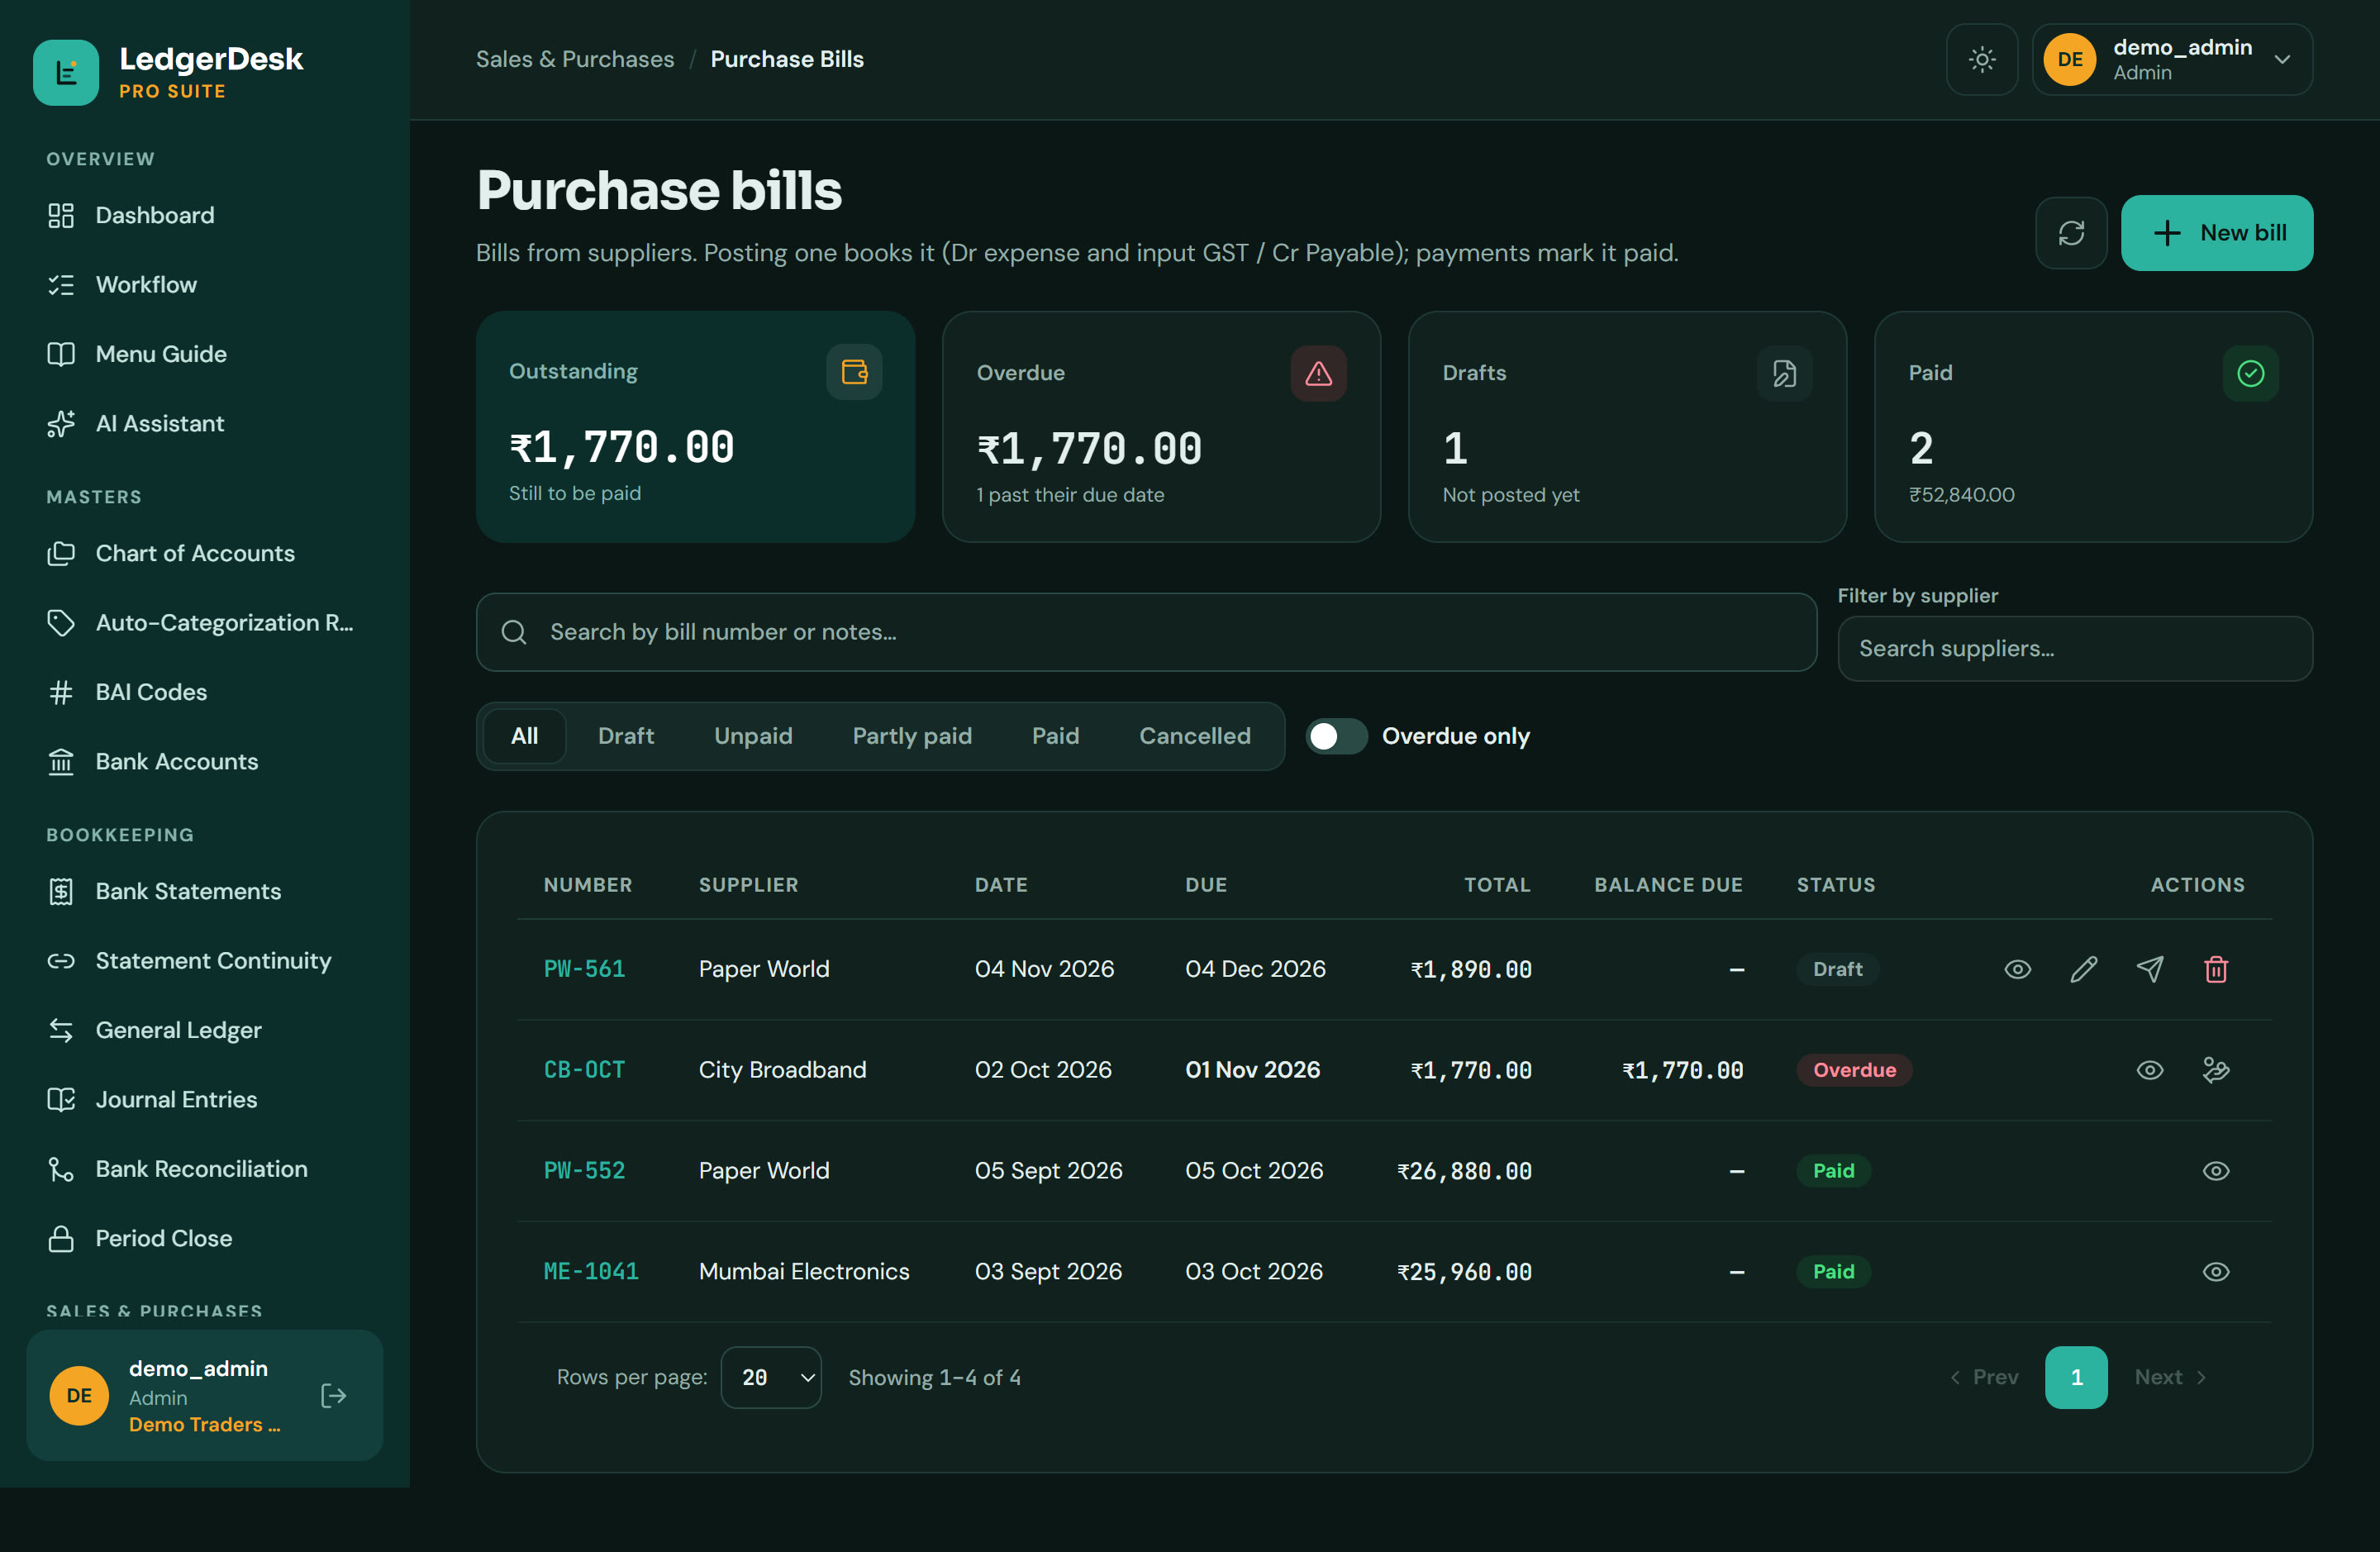 LedgerDesk
PRO SUITE
OVERVIEW
Dashboard
Workflow
Menu Guide
AI Assistant
MASTERS
Chart of Accounts
Auto-Categorization R...
BAI Codes
Bank Accounts
BOOKKEEPING
Bank Statements
Statement Continuity
General Ledger
Journal Entries
Bank Reconciliation
Period Close
SALES & PURCHASES
DE
demo_admin
Admin
Demo Traders ...
Sales & Purchases / Purchase Bills
DE
demo_admin
Admin
Purchase bills
Bills from suppliers. Posting one books it (Dr expense and input GST / Cr Payable); payments mark it paid.
New bill
Outstanding
₹1,770.00
Still to be paid
Overdue
₹1,770.00
1 past their due date
Drafts
1
Not posted yet
Paid
2
₹52,840.00
Search by bill number or notes...
Filter by supplier
Search suppliers...
All Draft Unpaid Partly paid Paid Cancelled Overdue only
NUMBER SUPPLIER DATE DUE TOTAL BALANCE DUE STATUS ACTIONS
PW-561 Paper World 04 Nov 2026 04 Dec 2026 ₹1,890.00 – Draft
CB-OCT City Broadband 02 Oct 2026 01 Nov 2026 ₹1,770.00 ₹1,770.00 Overdue
PW-552 Paper World 05 Sept 2026 05 Oct 2026 ₹26,880.00 – Paid
ME-1041 Mumbai Electronics 03 Sept 2026 03 Oct 2026 ₹25,960.00 – Paid
Rows per page: 20 Showing 1–4 of 4 Prev 1 Next